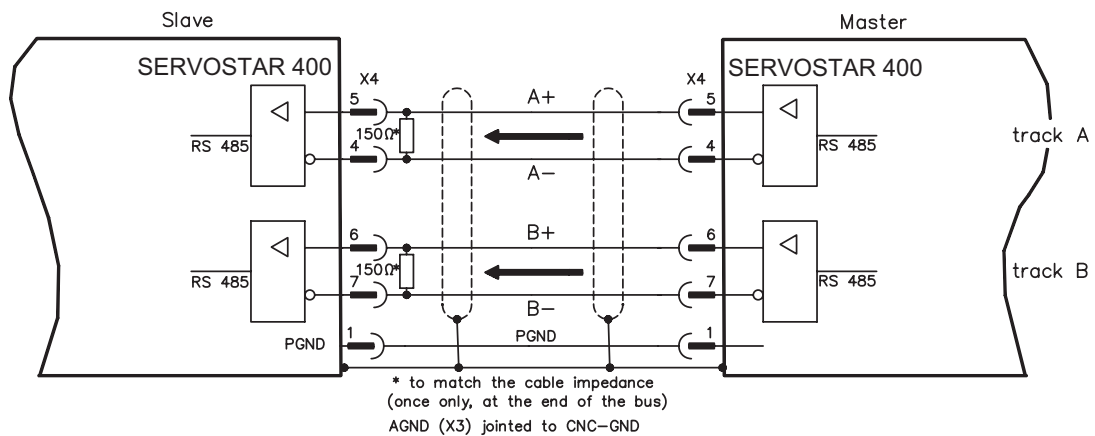 Slave
Master
SERVOSTAR 400
X4
X4
SERVOSTAR 400
5
A+
5
150Ω*
RS 485
RS 485
track A
4
A−
4
6
B+
6
150Ω*
RS 485
RS 485
track B
7
B−
7
PGND
1
PGND
1
* to match the cable impedance
(once only, at the end of the bus)
AGND (X3) jointed to CNC−GND